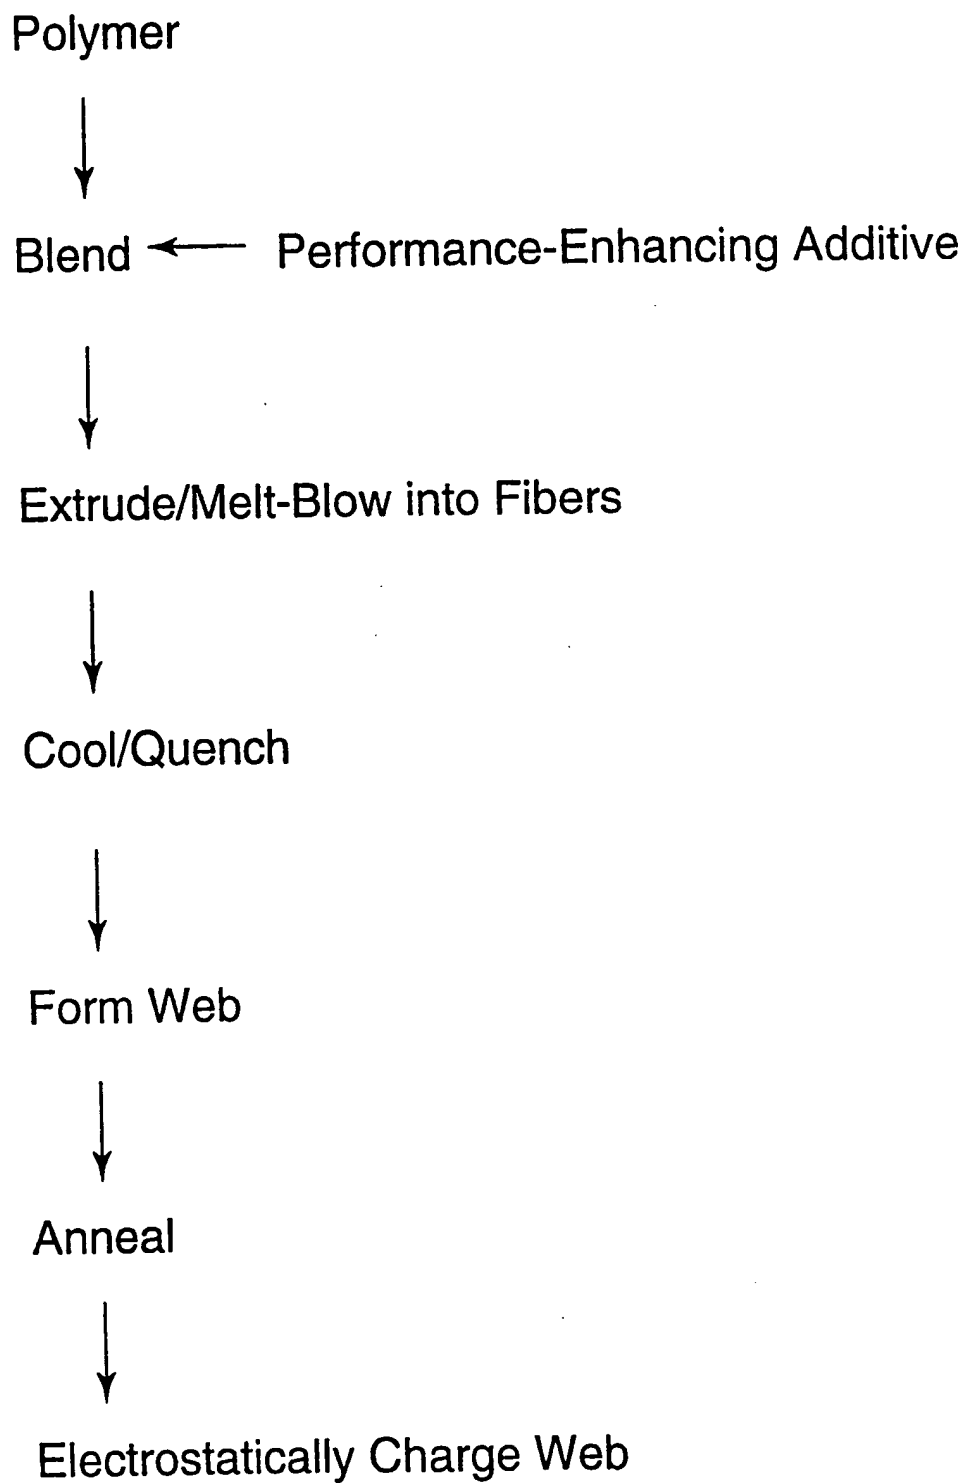 Polymer
Blend
Performance-Enhancing Additive
Extrude/Melt-Blow into Fibers
Cool/Quench
Form Web
Anneal
Electrostatically Charge Web